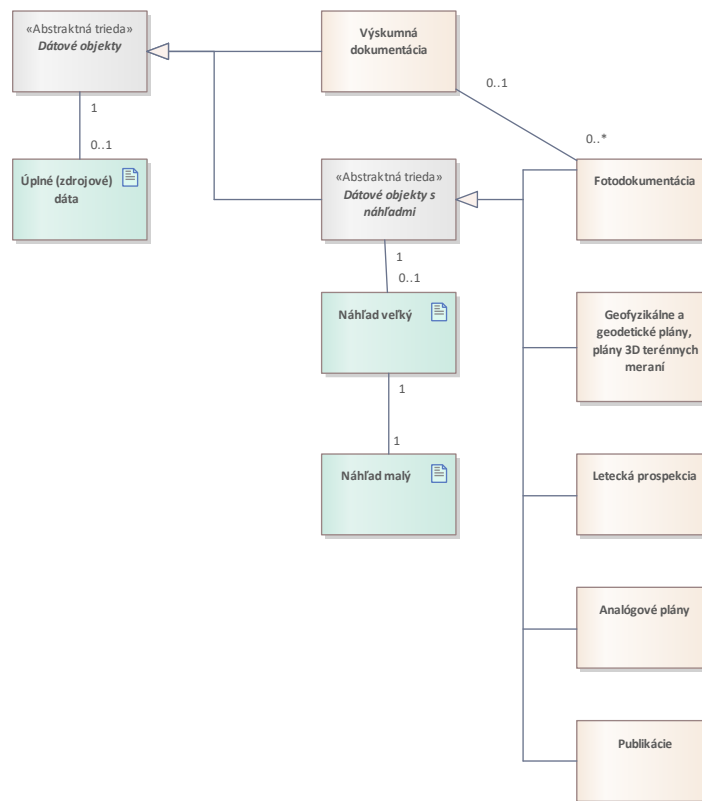 «Abstraktná trieda»
Dátové objekty
Výskumná
dokumentácia
1
0..1
0..1
0..*
Úplné (zdrojové)
dáta
«Abstraktná trieda»
Dátové objekty s
náhľadmi
Fotodokumentácia
1
0..1
Náhľad veľký
Geofyzikálne a
geodetické plány,
plány 3D terénnych
meraní
1
1
Náhľad malý
Letecká prospekcia
Analógové plány
Publikácie